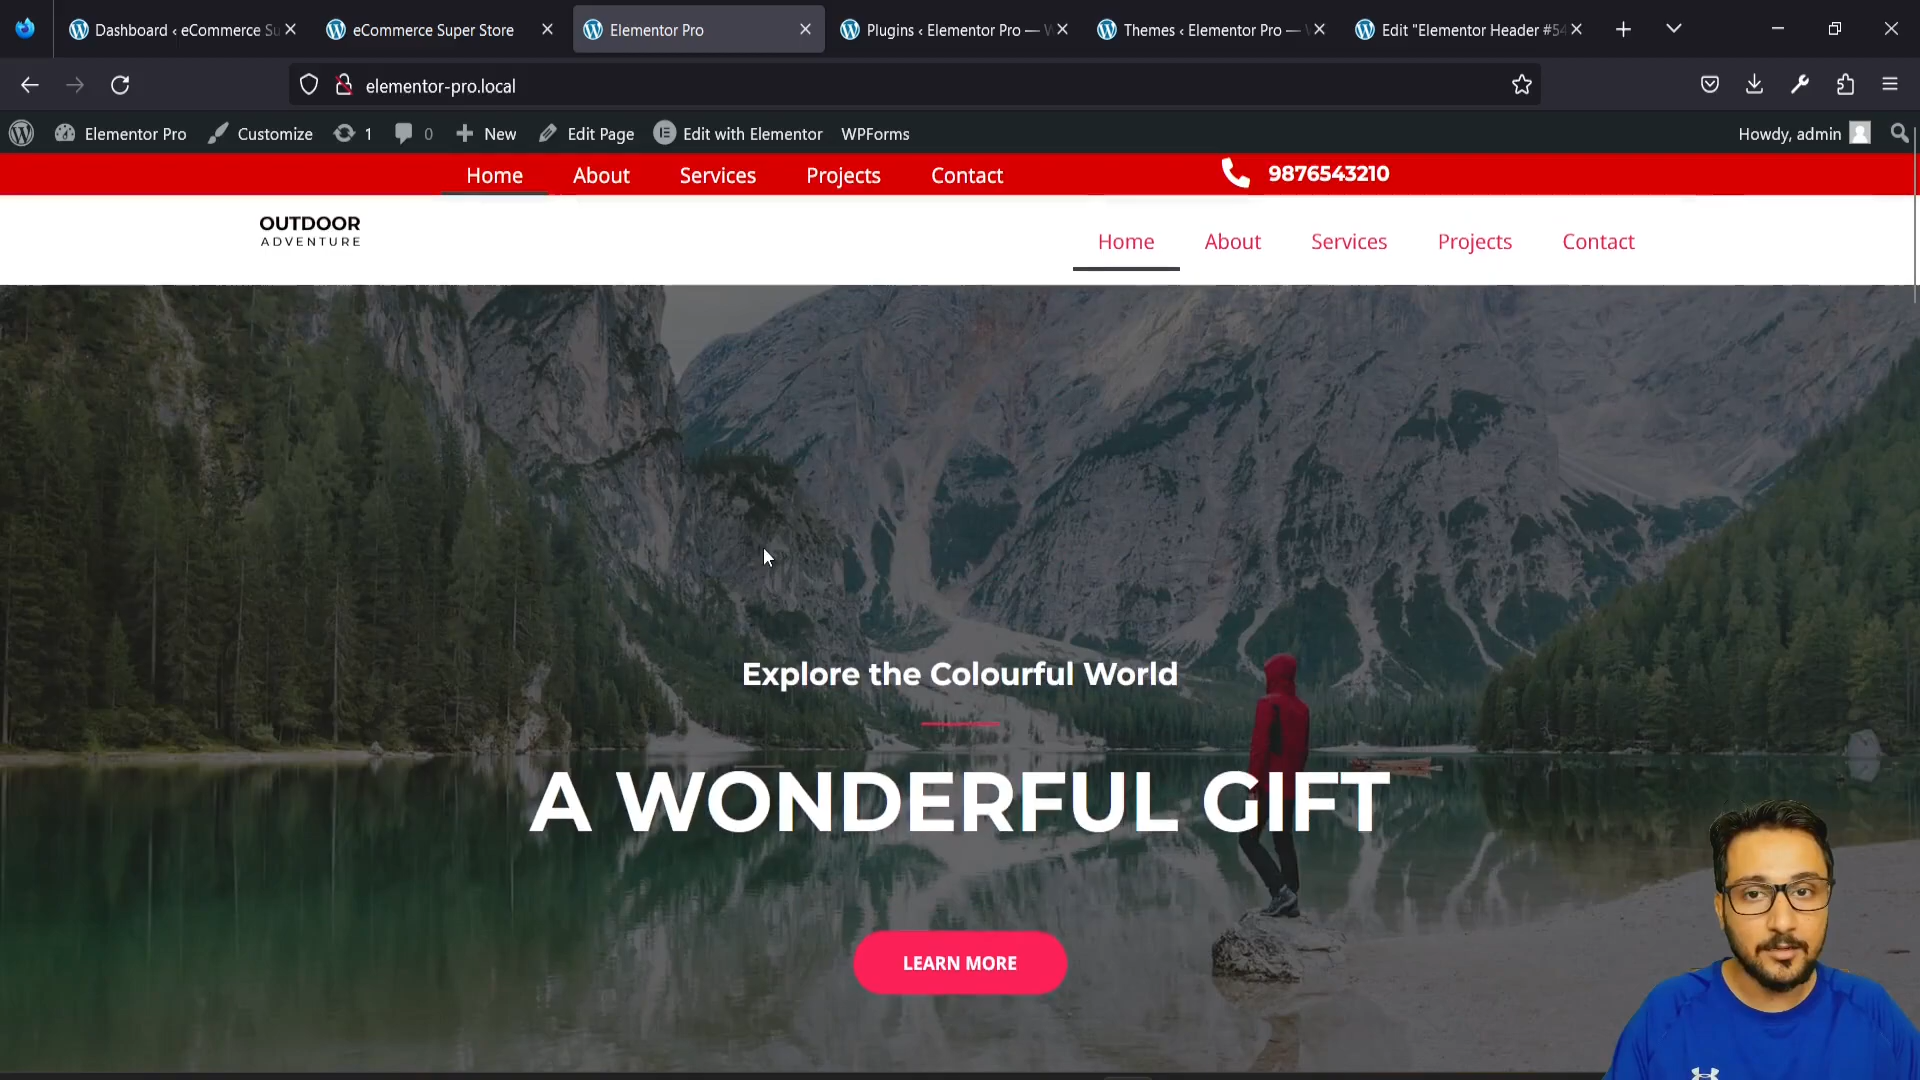 Dashboard ‹ eCommerce Su
eCommerce Super Store
Elementor Pro
Plugins ‹ Elementor Pro — W
Themes ‹ Elementor Pro — W
Edit "Elementor Header #54
elementor-pro.local
Elementor Pro
Customize
1
0
New
Edit Page
Edit with Elementor
WPForms
Howdy, admin
Home About Services Projects Contact
9876543210
OUTDOOR
ADVENTURE
Home About Services Projects Contact
Explore the Colourful World
A WONDERFUL GIFT
LEARN MORE